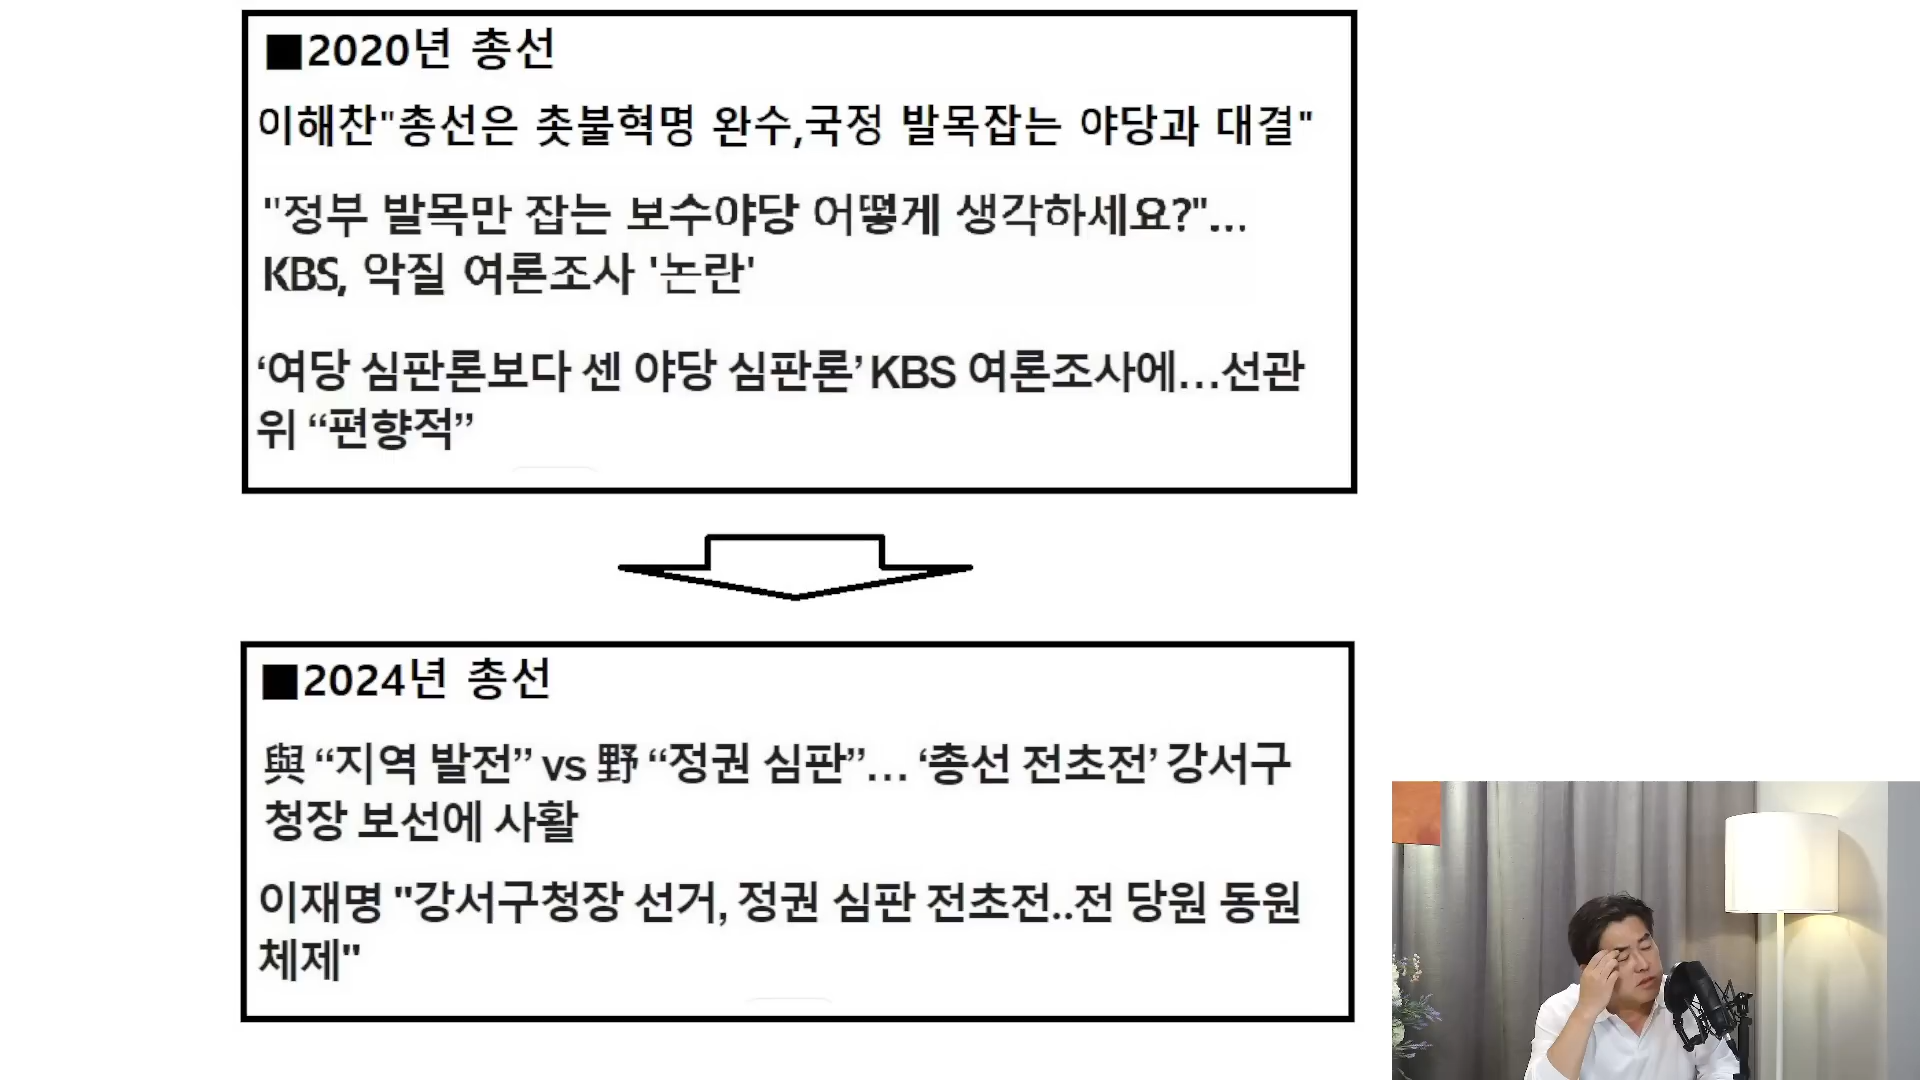 ■2020년 총선
이해찬"총선은 촛불혁명 완수,국정 발목잡는 야당과 대결"
"정부 발목만 잡는 보수야당 어떻게 생각하세요?"...
KBS, 악질 여론조사 '논란'
‘여당 심판론보다 센 야당 심판론’ KBS 여론조사에…선관
위 “편향적”
■2024년 총선
與 “지역 발전” vs 野 “정권 심판”… ‘총선 전초전’ 강서구
청장 보선에 사활
이재명 "강서구청장 선거, 정권 심판 전초전..전 당원 동원
체제"